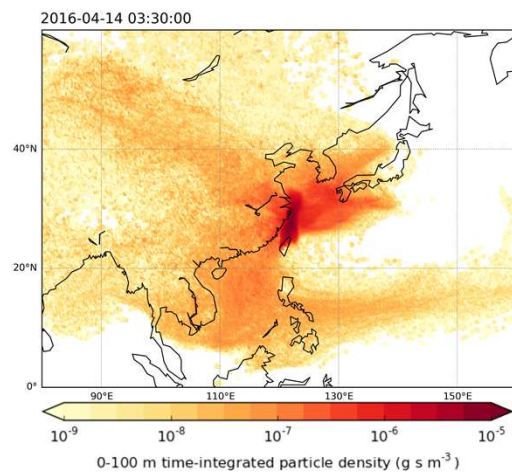 2016-04-14 03:30:00
40°N
20°N
0°
90°E 110°E 130°E 150°E
10⁻⁹ 10⁻⁸ 10⁻⁷ 10⁻⁶ 10⁻⁵
0-100 m time-integrated particle density (g s m⁻³)